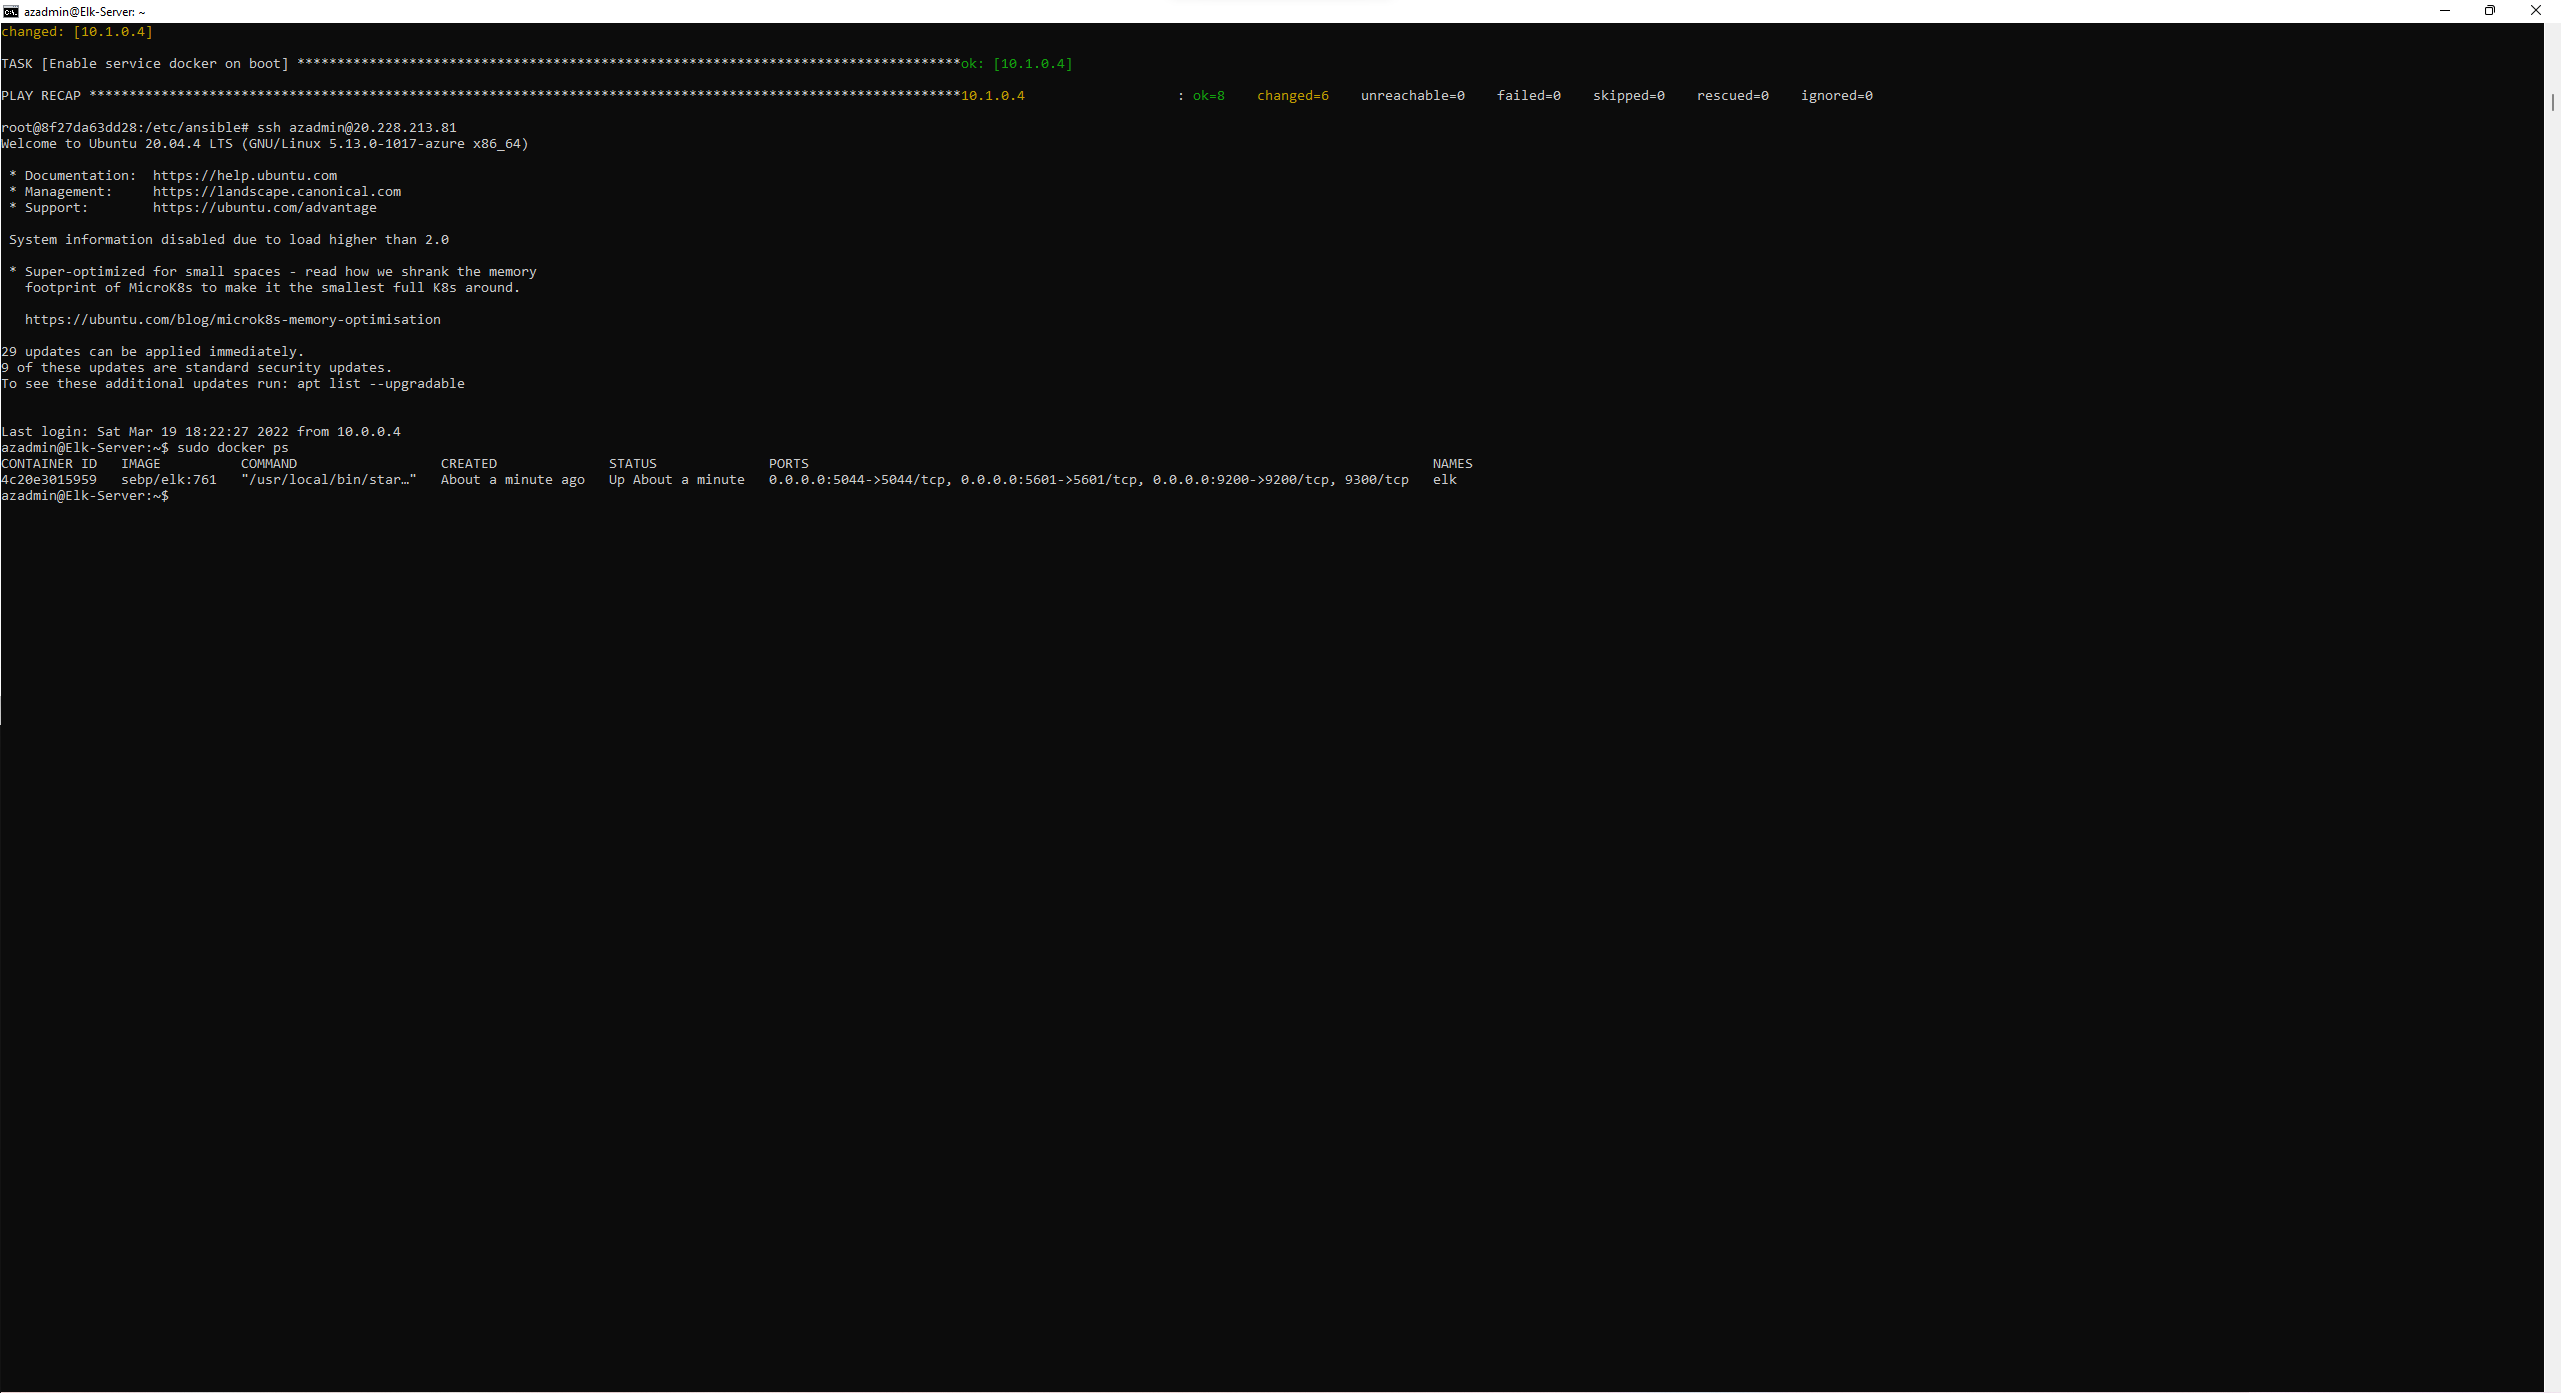 azadmin@Elk-Server: ~
changed: [10.1.0.4]
TASK [Enable service docker on boot] ***********************************************************************************ok: [10.1.0.4]
PLAY RECAP *************************************************************************************************************10.1.0.4                   : ok=8    changed=6    unreachable=0    failed=0    skipped=0    rescued=0    ignored=0
root@8f27da63dd28:/etc/ansible# ssh azadmin@20.228.213.81
Welcome to Ubuntu 20.04.4 LTS (GNU/Linux 5.13.0-1017-azure x86_64)
* Documentation:  https://help.ubuntu.com
* Management:     https://landscape.canonical.com
* Support:        https://ubuntu.com/advantage
System information disabled due to load higher than 2.0
* Super-optimized for small spaces - read how we shrank the memory
footprint of MicroK8s to make it the smallest full K8s around.
https://ubuntu.com/blog/microk8s-memory-optimisation
29 updates can be applied immediately.
9 of these updates are standard security updates.
To see these additional updates run: apt list --upgradable
Last login: Sat Mar 19 18:22:27 2022 from 10.0.0.4
azadmin@Elk-Server:~$ sudo docker ps
CONTAINER ID   IMAGE          COMMAND                  CREATED              STATUS              PORTS                                                                              NAMES
4c20e3015959   sebp/elk:761   "/usr/local/bin/star…"   About a minute ago   Up About a minute   0.0.0.0:5044->5044/tcp, 0.0.0.0:5601->5601/tcp, 0.0.0.0:9200->9200/tcp, 9300/tcp   elk
azadmin@Elk-Server:~$